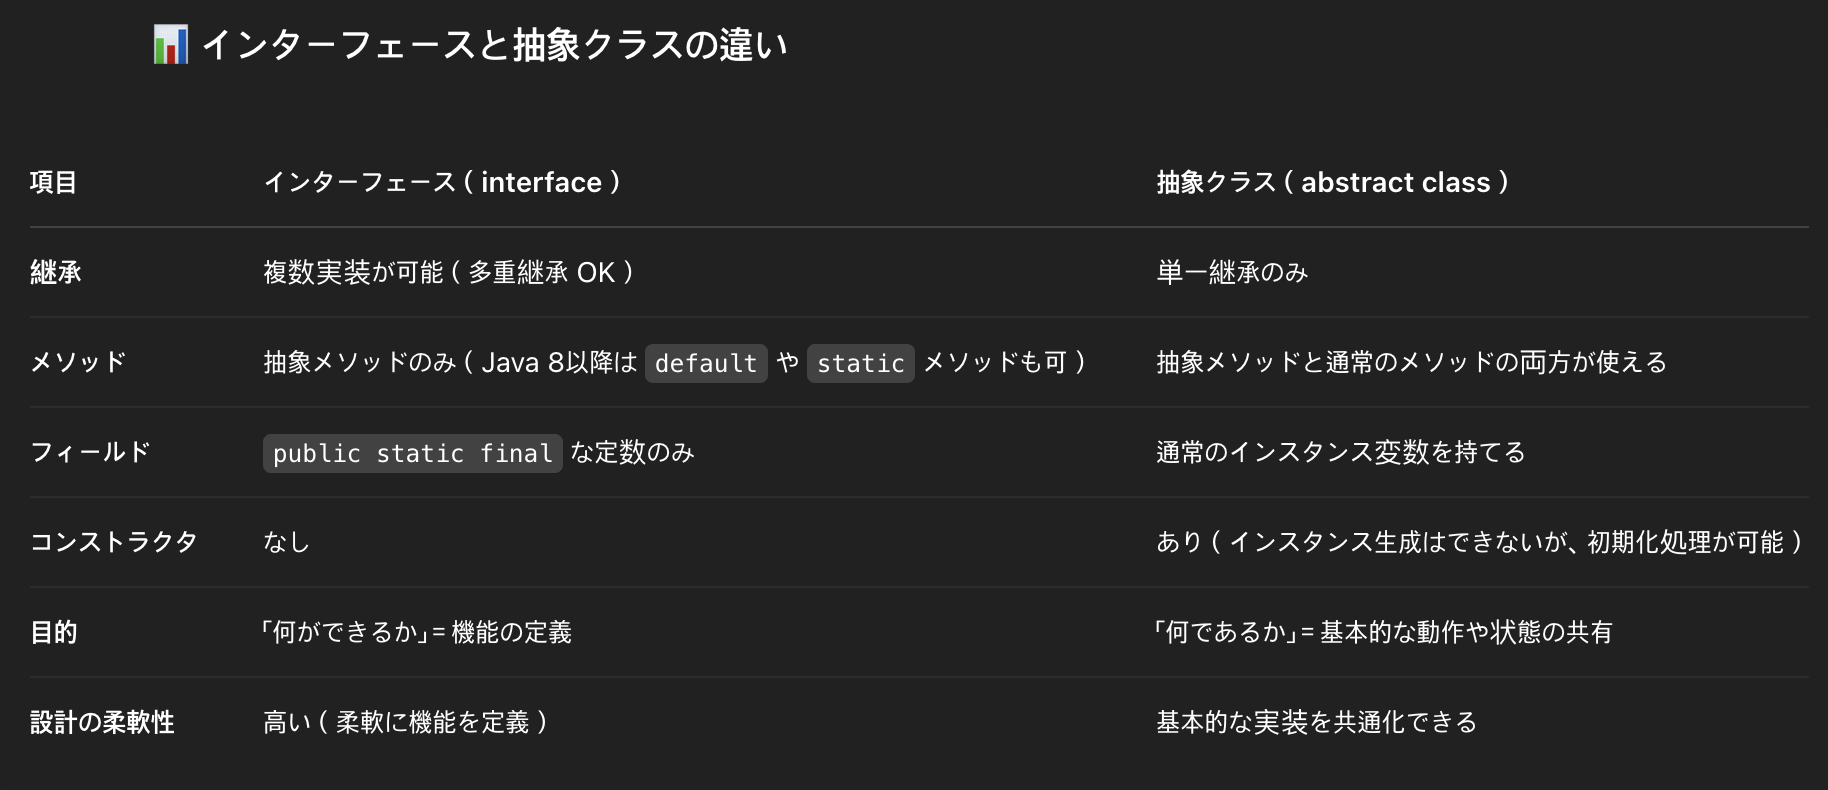 📊 インターフェースと抽象クラスの違い
項目 インターフェース(interface) 抽象クラス(abstract class)
継承 複数実装が可能(多重継承 OK) 単一継承のみ
メソッド 抽象メソッドのみ(Java 8以降は default や static メソッドも可) 抽象メソッドと通常のメソッドの両方が使える
フィールド public static final な定数のみ 通常のインスタンス変数を持てる
コンストラクタ なし あり(インスタンス生成はできないが、初期化処理が可能)
目的 「何ができるか」= 機能の定義 「何であるか」= 基本的な動作や状態の共有
設計の柔軟性 高い(柔軟に機能を定義) 基本的な実装を共通化できる